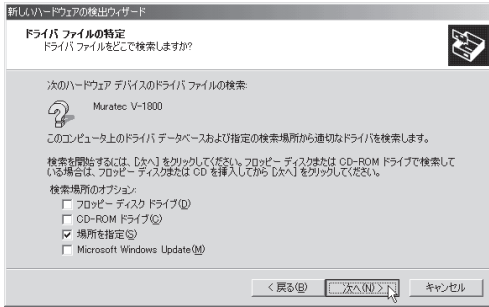 新しいハードウェアの検出ウィザード
ドライバ ファイルの特定
ドライバ ファイルをどこで検索しますか?
次のハードウェア デバイスのドライバ ファイルの検索:
Muratec V-1800
このコンピュータ上のドライバ データベースおよび指定の検索場所から適切なドライバを検索します。
検索を開始するには、[次へ] をクリックしてください。フロッピー ディスクまたは CD-ROM ドライブで検索して
いる場合は、フロッピー ディスクまたは CD を挿入してから [次へ] をクリックしてください。
検索場所のオプション:
フロッピー ディスク ドライブ(D)
CD-ROM ドライブ(C)
場所を指定(S)
Microsoft Windows Update(M)
< 戻る(B)
次へ(N) >
キャンセル